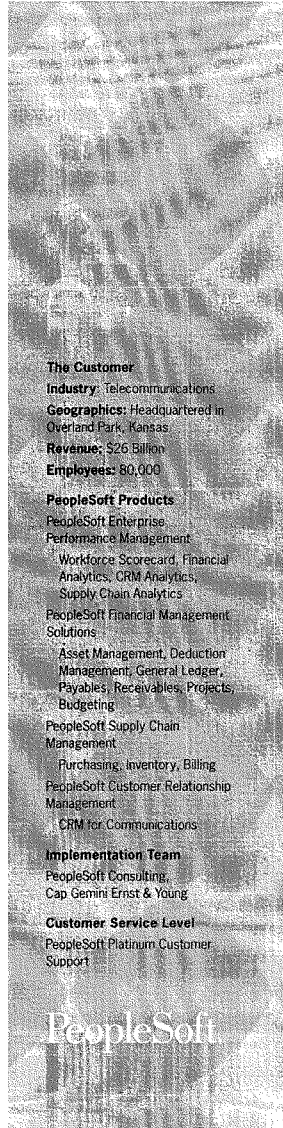 The Customer
Industry: Telecommunications
Geographics: Headquartered in
Overland Park, Kansas
Revenue: $26 Billion
Employees: 80,000
PeopleSoft Products
PeopleSoft Enterprise
Performance Management
Workforce Scorecard, Financial
Analytics, CRM Analytics,
Supply Chain Analytics
PeopleSoft Financial Management
Solutions
Asset Management, Deduction
Management, General Ledger,
Payables, Receivables, Projects,
Budgeting
PeopleSoft Supply Chain
Management
Purchasing, Inventory, Billing
PeopleSoft Customer Relationship
Management
CRM for Communications
Implementation Team
PeopleSoft Consulting,
Cap Gemini Ernst & Young
Customer Service Level
PeopleSoft Platinum Customer
Support
PeopleSoft